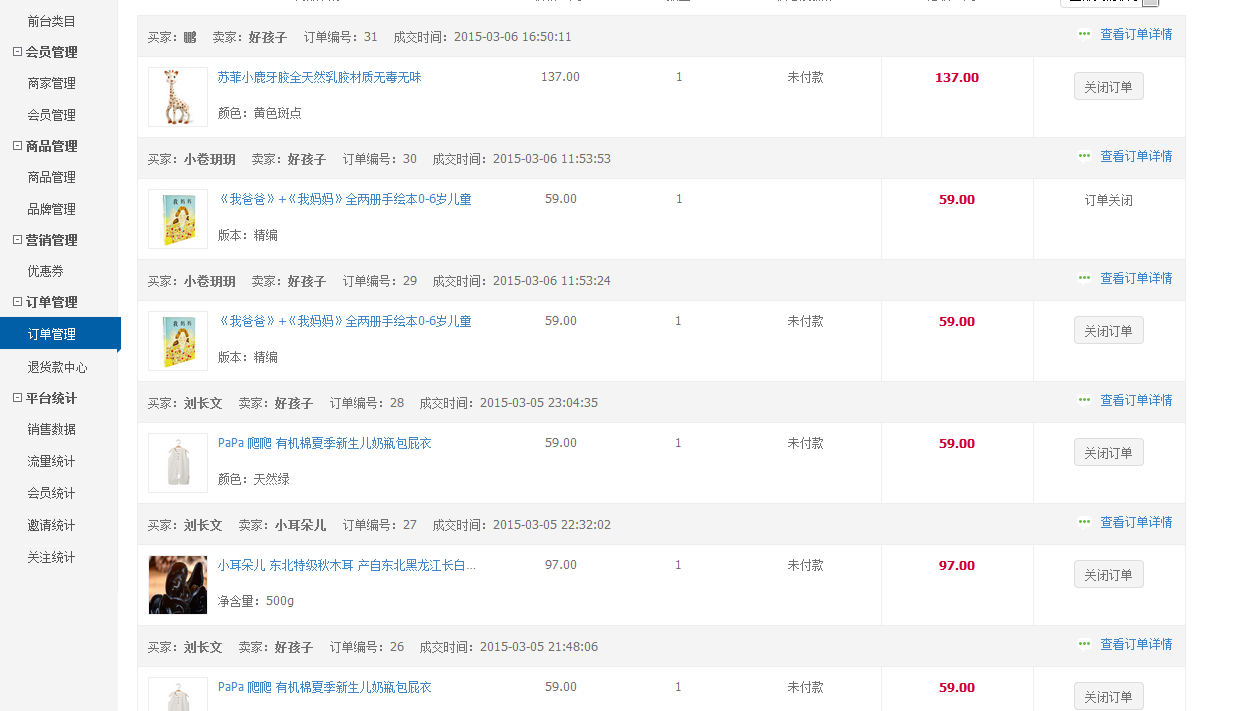 前台类目
会员管理
商家管理
会员管理
商品管理
商品管理
品牌管理
营销管理
优惠券
订单管理
订单管理
退货款中心
平台统计
销售数据
流量统计
会员统计
邀请统计
关注统计
买家：鹏 卖家：好孩子 订单编号：31 成交时间：2015-03-06 16:50:11 查看订单详情
苏菲小鹿牙胶全天然乳胶材质无毒无味 137.00 1 未付款 137.00 关闭订单
颜色：黄色斑点
买家：小卷玥玥 卖家：好孩子 订单编号：30 成交时间：2015-03-06 11:53:53 查看订单详情
《我爸爸》+《我妈妈》全两册手绘本0-6岁儿童 59.00 1 59.00 订单关闭
版本：精编
买家：小卷玥玥 卖家：好孩子 订单编号：29 成交时间：2015-03-06 11:53:24 查看订单详情
《我爸爸》+《我妈妈》全两册手绘本0-6岁儿童 59.00 1 未付款 59.00 关闭订单
版本：精编
买家：刘长文 卖家：好孩子 订单编号：28 成交时间：2015-03-05 23:04:35 查看订单详情
PaPa 爬爬 有机棉夏季新生儿奶瓶包屁衣 59.00 1 未付款 59.00 关闭订单
颜色：天然绿
买家：刘长文 卖家：小耳朵儿 订单编号：27 成交时间：2015-03-05 22:32:02 查看订单详情
小耳朵儿 东北特级秋木耳 产自东北黑龙江长白... 97.00 1 未付款 97.00 关闭订单
净含量：500g
买家：刘长文 卖家：好孩子 订单编号：26 成交时间：2015-03-05 21:48:06 查看订单详情
PaPa 爬爬 有机棉夏季新生儿奶瓶包屁衣 59.00 1 未付款 59.00 关闭订单